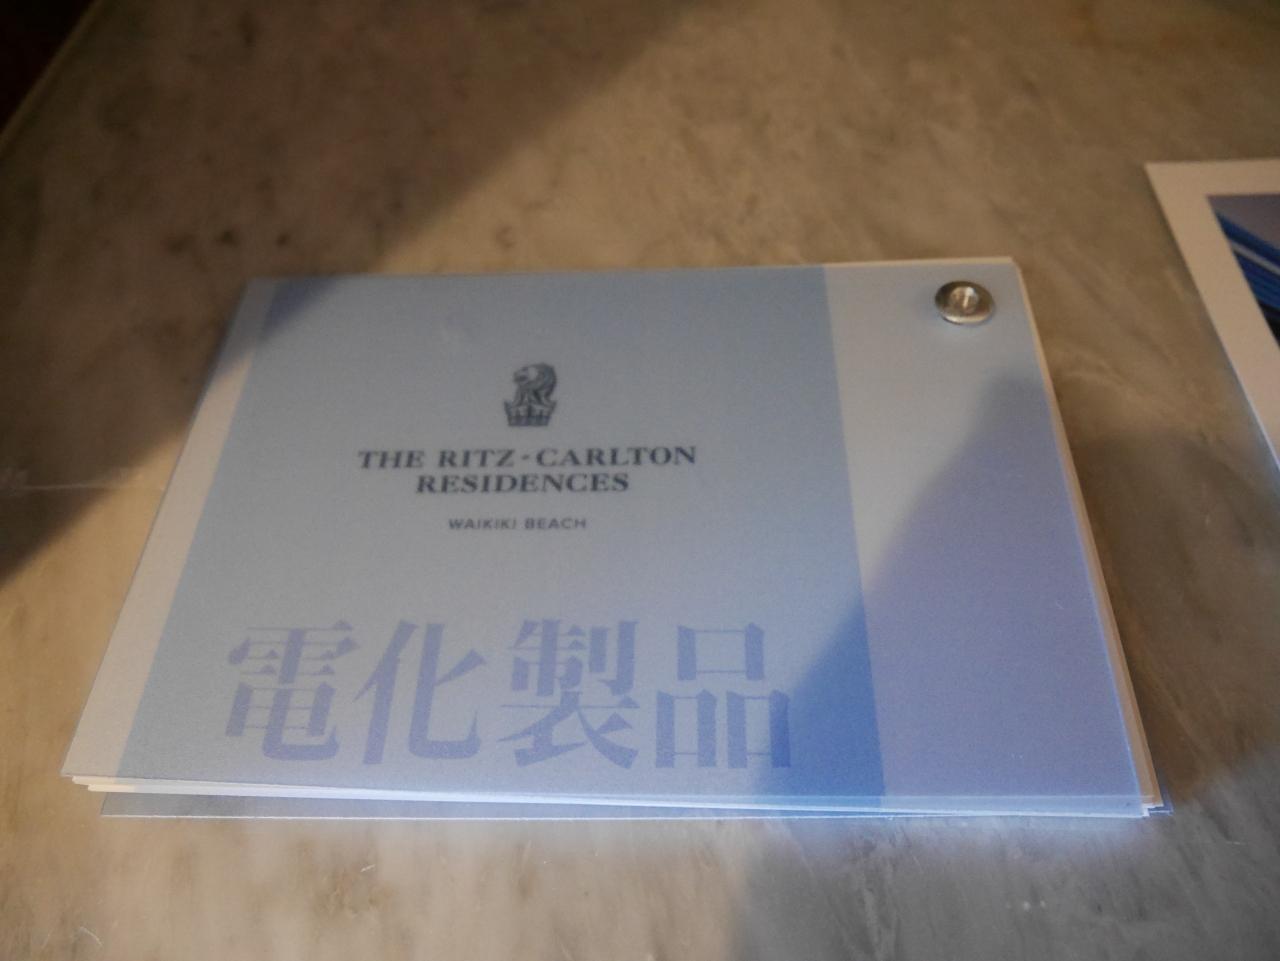 THE RITZ-CARLTON
RESIDENCES
WAIKIKI BEACH
電化製品